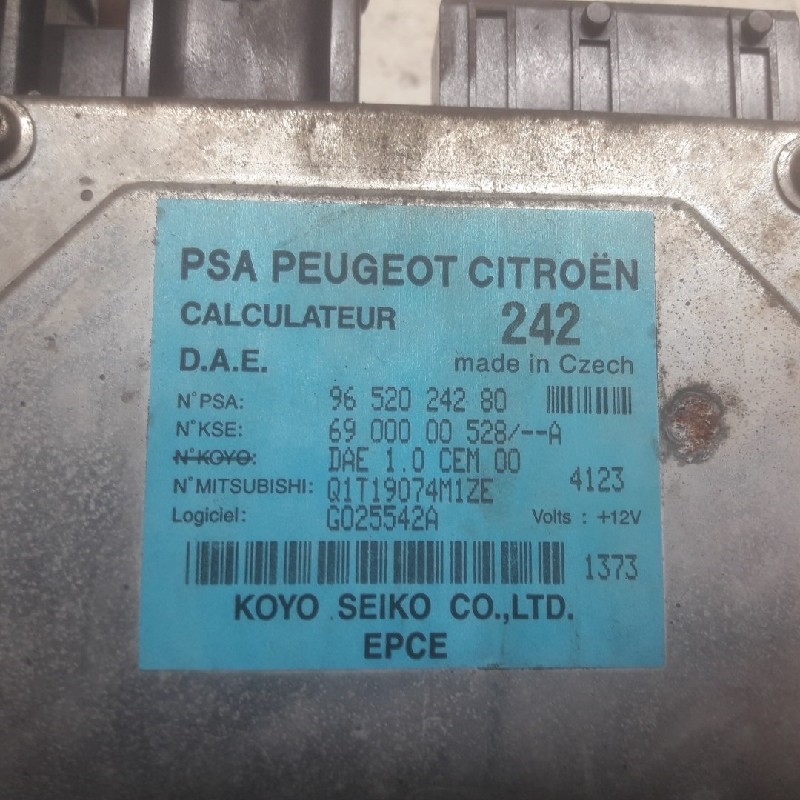 PSA PEUGEOT CITROËN
CALCULATEUR 242
D.A.E. made in Czech
N°PSA: 96 520 242 80
N°KSE: 69 000 00 528/--A
N°KOYO: DAE 1.0 CEM 00
N°MITSUBISHI: Q1T19074M1ZE 4123
Logiciel: G025542A Volts : +12V
1373
KOYO SEIKO CO.,LTD.
EPCE